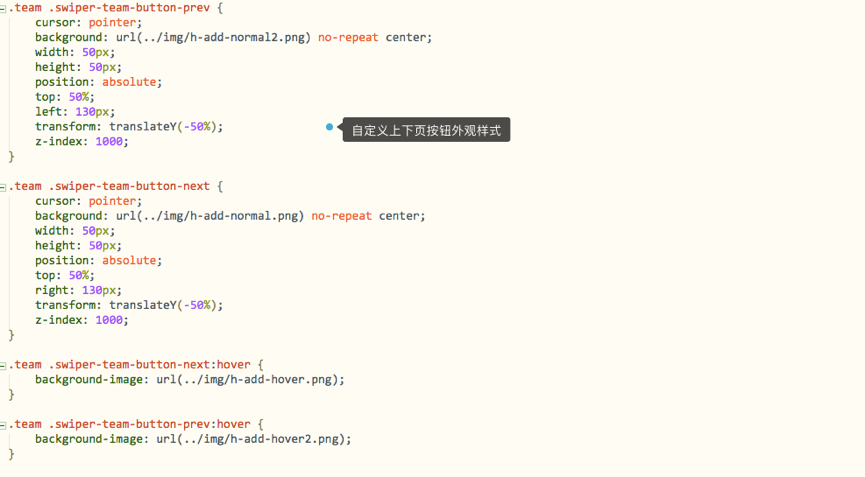 .team .swiper-team-button-prev {
    cursor: pointer;
    background: url(../img/h-add-normal2.png) no-repeat center;
    width: 50px;
    height: 50px;
    position: absolute;
    top: 50%;
    left: 130px;
    transform: translateY(-50%);
自定义上下页按钮外观样式
    z-index: 1000;
}
.team .swiper-team-button-next {
    cursor: pointer;
    background: url(../img/h-add-normal.png) no-repeat center;
    width: 50px;
    height: 50px;
    position: absolute;
    top: 50%;
    right: 130px;
    transform: translateY(-50%);
    z-index: 1000;
}
.team .swiper-team-button-next:hover {
    background-image: url(../img/h-add-hover.png);
}
.team .swiper-team-button-prev:hover {
    background-image: url(../img/h-add-hover2.png);
}